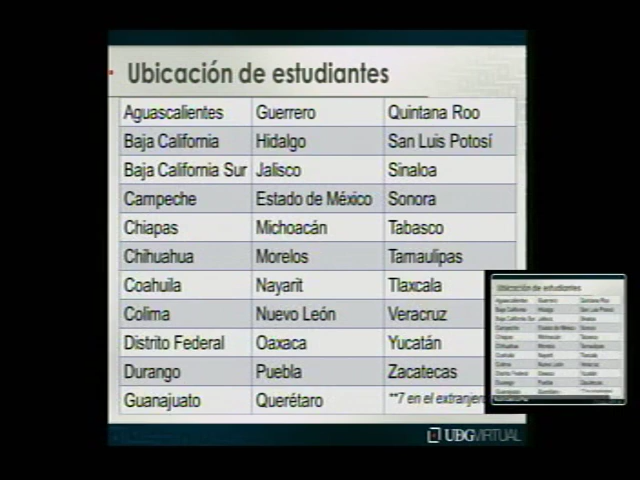 Ubicación de estudiantes
Aguascalientes Guerrero Quintana Roo
Baja California Hidalgo San Luis Potosí
Baja California Sur Jalisco Sinaloa
Campeche Estado de México Sonora
Chiapas Michoacán Tabasco
Chihuahua Morelos Tamaulipas
Coahuila Nayarit Tlaxcala
Colima Nuevo León Veracruz
Distrito Federal Oaxaca Yucatán
Durango Puebla Zacatecas
Guanajuato Querétaro **7 en el extranjero
UDGVIRTUAL